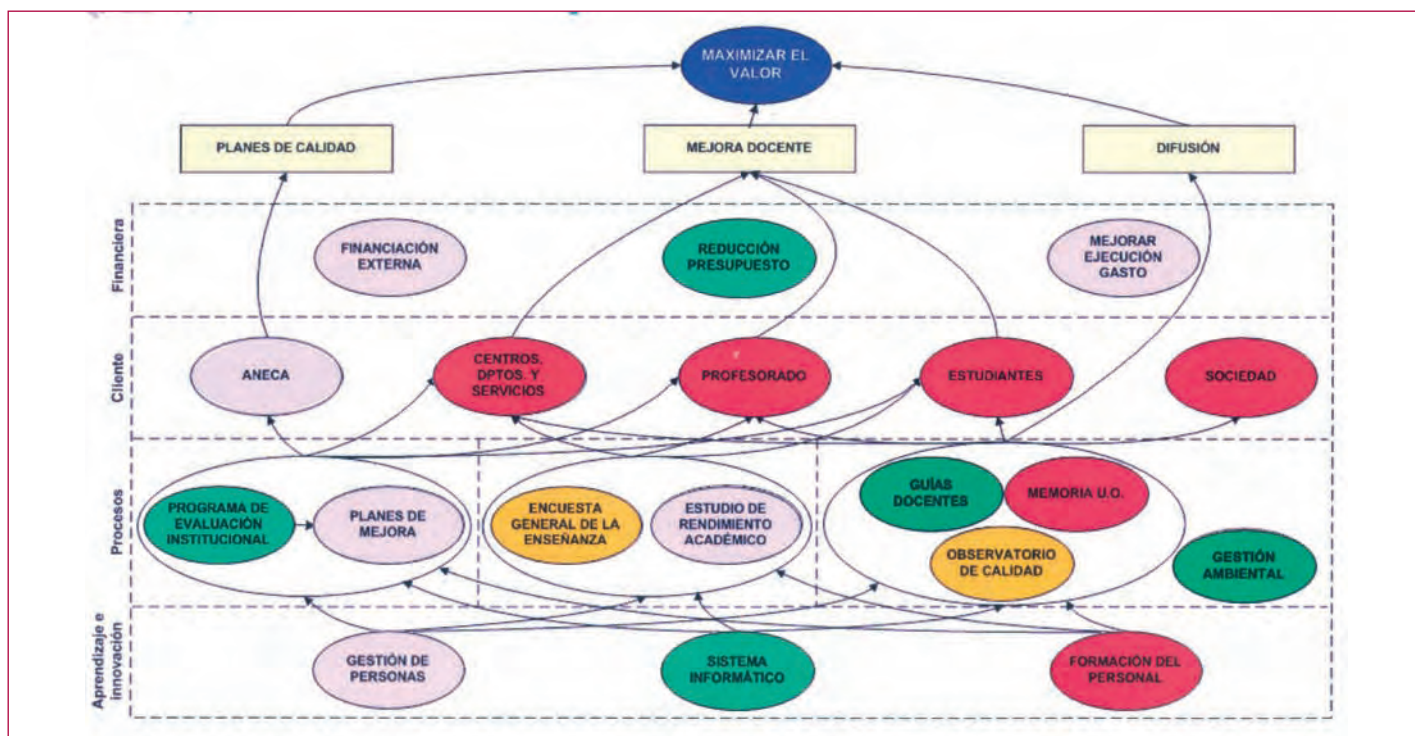 MAXIMIZAR EL
VALOR
PLANES DE CALIDAD
MEJORA DOCENTE
DIFUSIÓN
Financiera
FINANCIACIÓN
EXTERNA
REDUCCIÓN
PRESUPUESTO
MEJORAR
EJECUCIÓN
GASTO
Cliente
ANECA
CENTROS,
DPTOS. Y
SERVICIOS
PROFESORADO
ESTUDIANTES
SOCIEDAD
Procesos
PROGRAMA DE
EVALUACIÓN
INSTITUCIONAL
PLANES DE
MEJORA
ENCUESTA
GENERAL DE LA
ENSEÑANZA
ESTUDIO DE
RENDIMIENTO
ACADÉMICO
GUÍAS
DOCENTES
MEMORIA U.O.
OBSERVATORIO
DE CALIDAD
GESTIÓN
AMBIENTAL
Aprendizaje e
innovación
GESTIÓN DE
PERSONAS
SISTEMA
INFORMÁTICO
FORMACIÓN DEL
PERSONAL